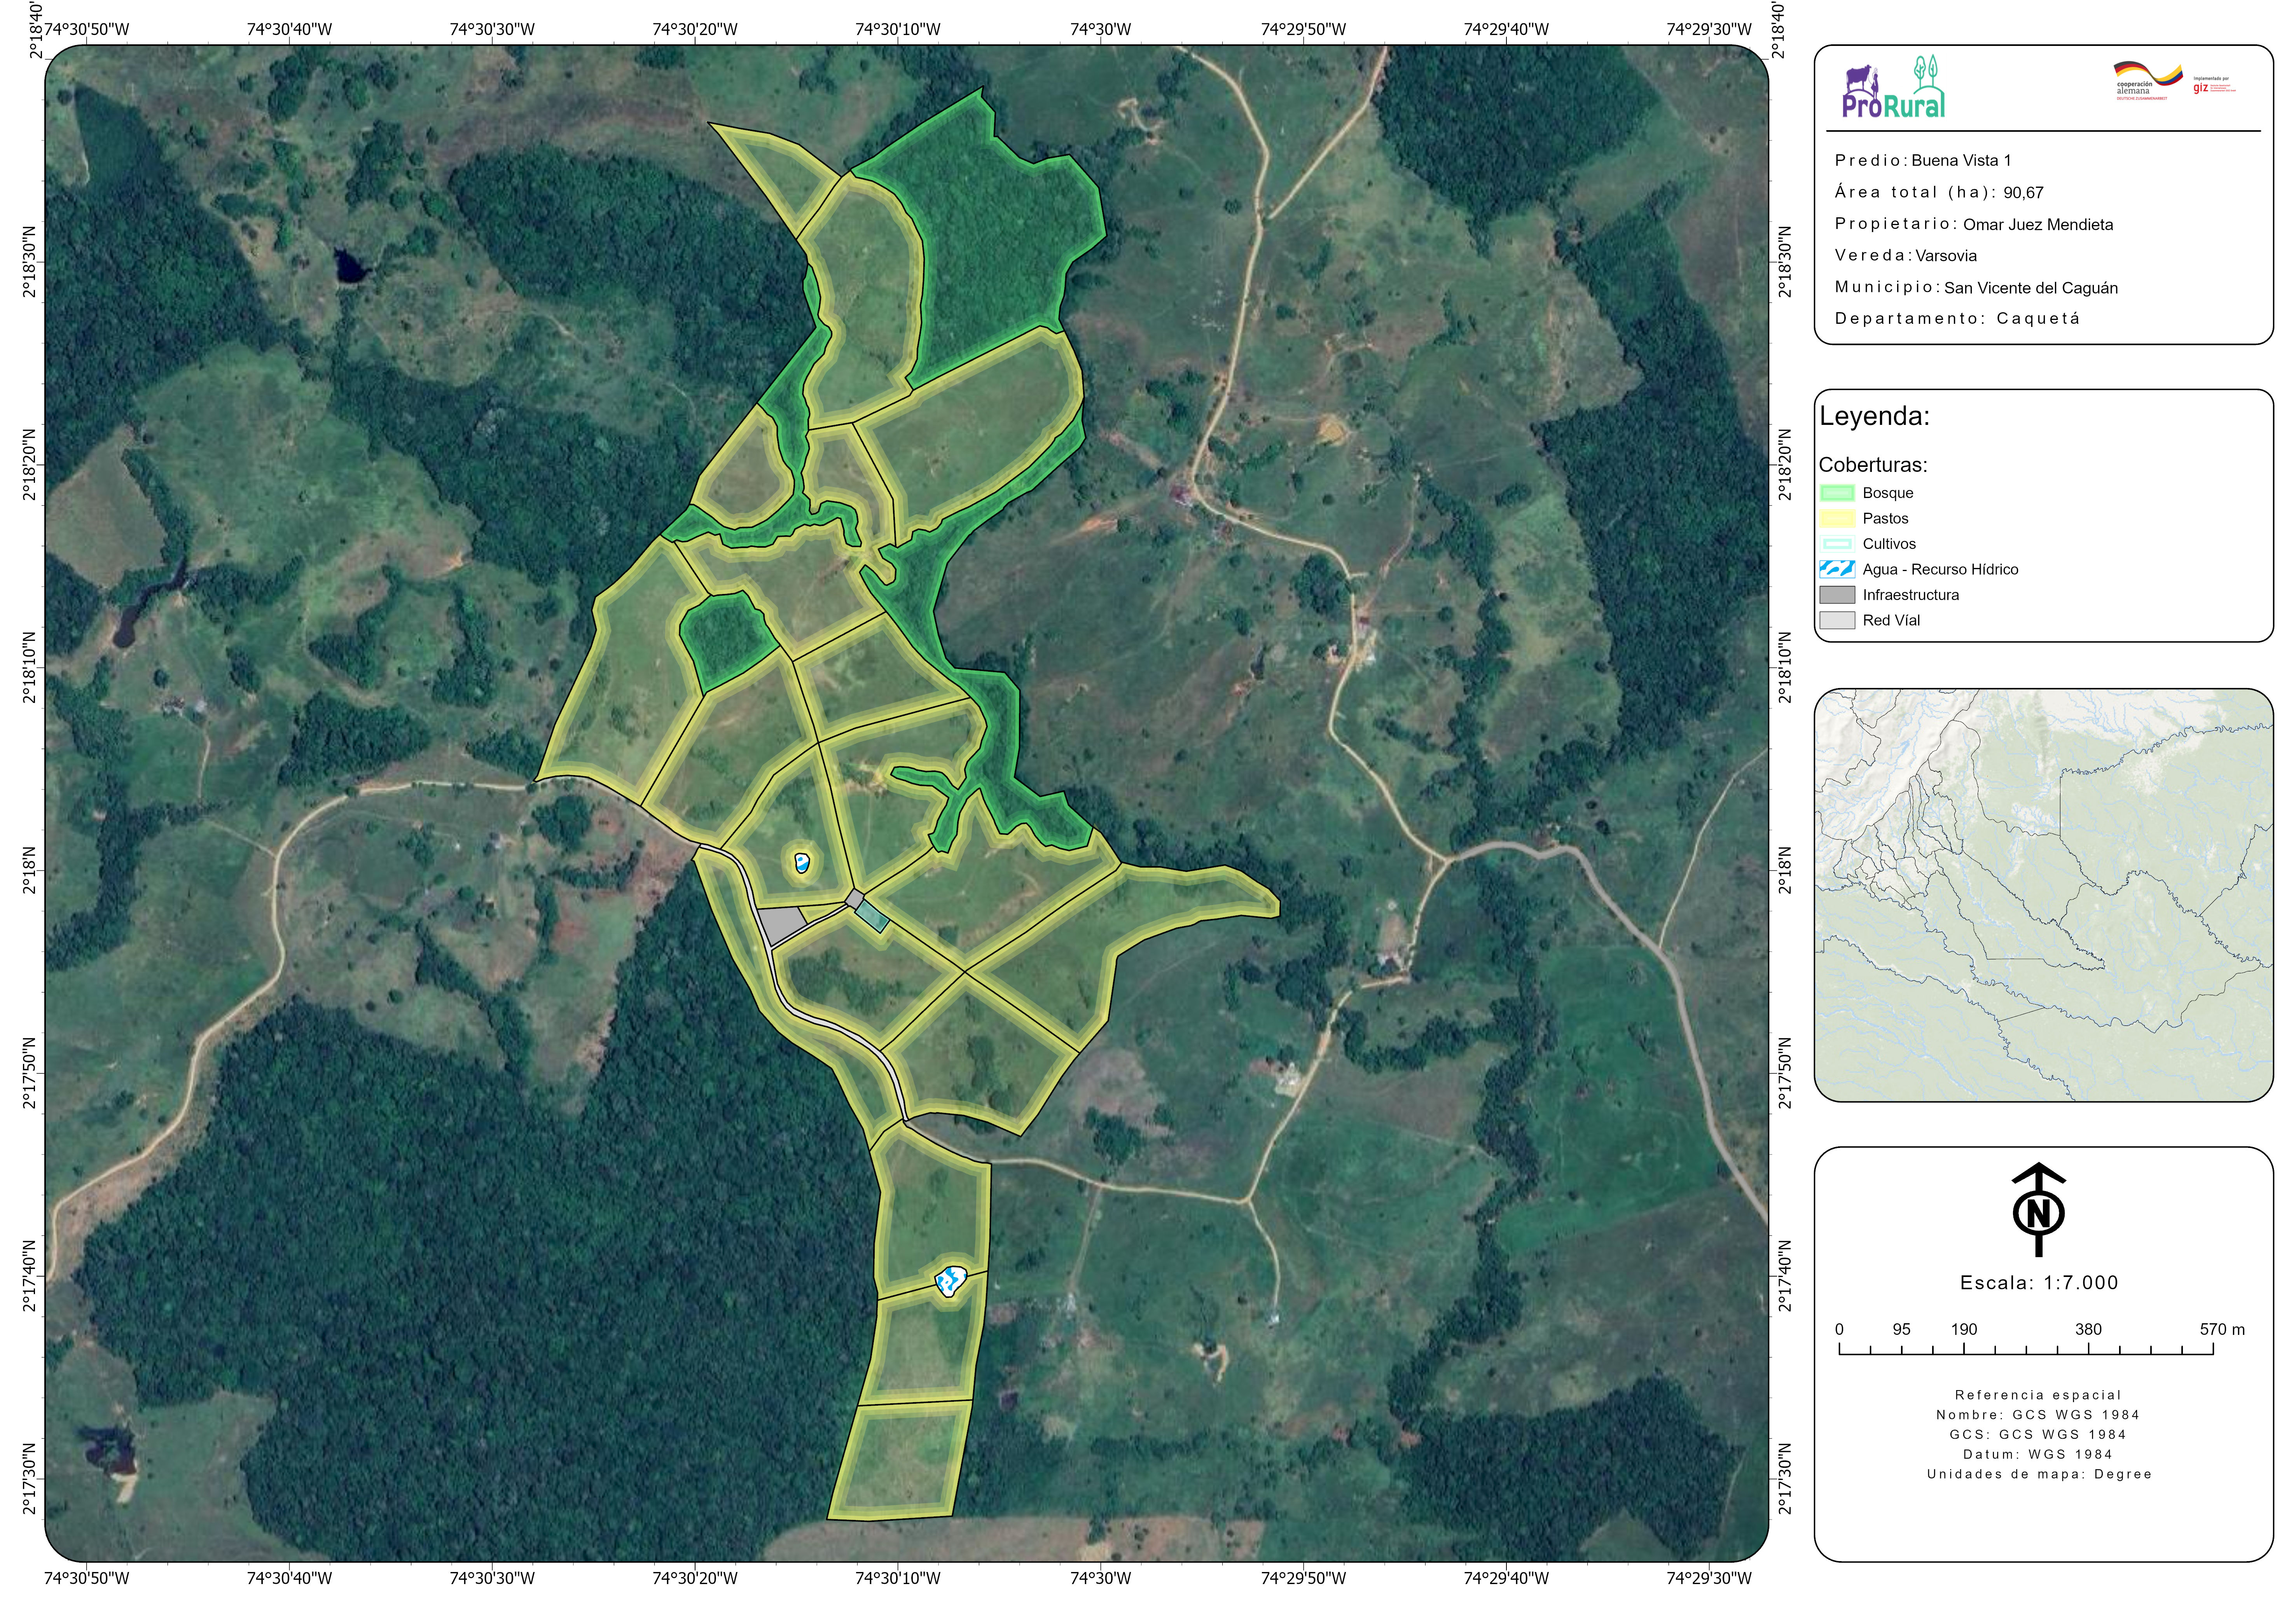 74°30'50"W 74°30'40"W 74°30'30"W 74°30'20"W 74°30'10"W 74°30'0"W 74°29'50"W 74°29'40"W 74°29'30"W
2°18'40"
2°18'30"N
2°18'20"N
2°18'10"N
2°18'N
2°17'50"N
2°17'40"N
2°17'30"N
2°18'40"
2°18'30"N
2°18'20"N
2°18'10"N
2°18'N
2°17'50"N
2°17'40"N
2°17'30"N
74°30'50"W 74°30'40"W 74°30'30"W 74°30'20"W 74°30'10"W 74°30'0"W 74°29'50"W 74°29'40"W 74°29'30"W
ProRural
cooperación
alemana
DEUTSCHE ZUSAMMENARBEIT
Implementado por
giz
Predio: Buena Vista 1
Área total (ha): 90,67
Propietario: Omar Juez Mendieta
Vereda: Varsovia
Municipio: San Vicente del Caguán
Departamento: Caquetá
Leyenda:
Coberturas:
Bosque
Pastos
Cultivos
Agua - Recurso Hídrico
Infraestructura
Red Víal
N
Escala: 1:7.000
0 95 190 380 570 m
Referencia espacial
Nombre: GCS WGS 1984
GCS: GCS WGS 1984
Datum: WGS 1984
Unidades de mapa: Degree